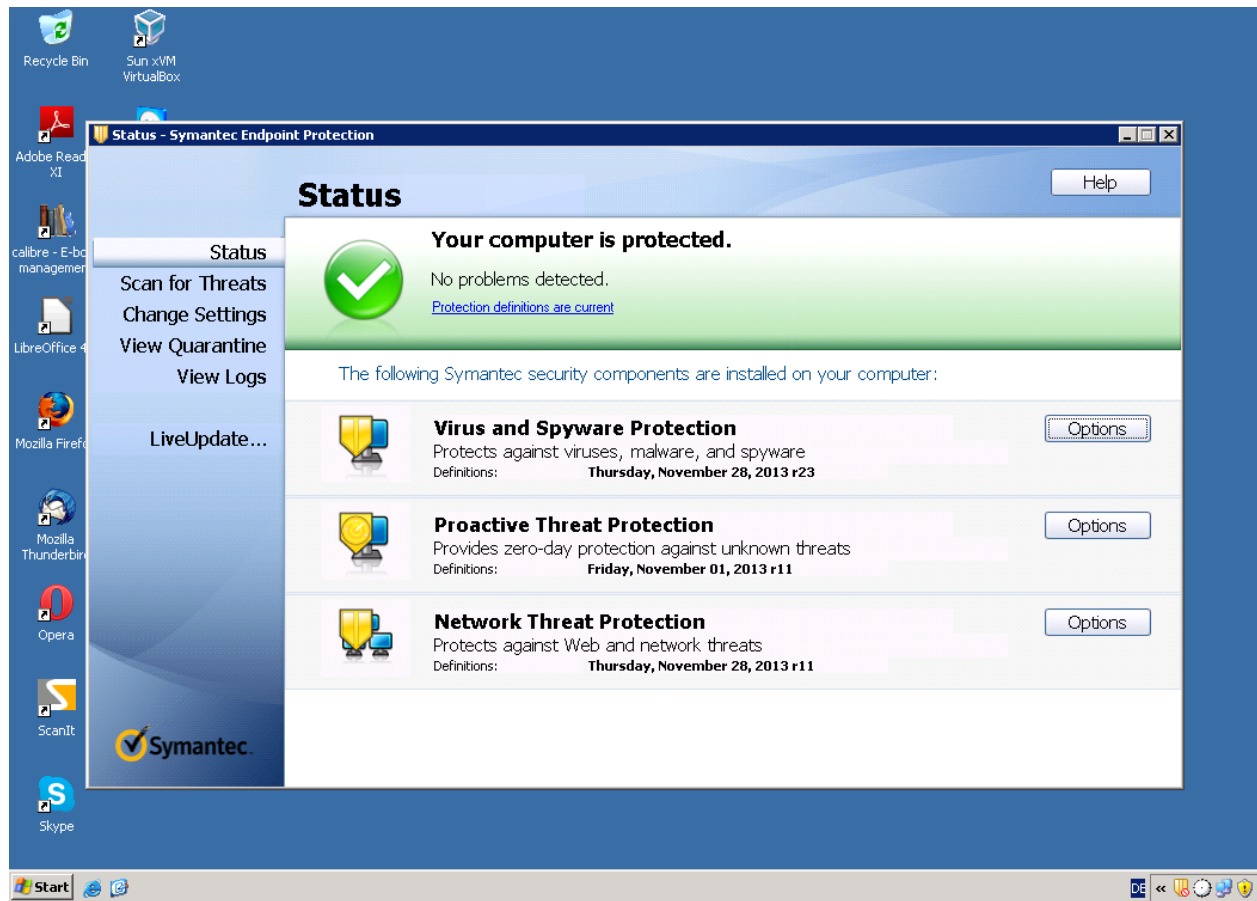 Recycle Bin
Sun xVM
VirtualBox
Adobe Read
XI
calibre - E-bo
managemer
LibreOffice 4
Mozilla Firefo
Mozilla
Thunderbir
Opera
ScanIt
Skype
Status - Symantec Endpoint Protection
Status
Help
Status
Scan for Threats
Change Settings
View Quarantine
View Logs
LiveUpdate...
Symantec.
Your computer is protected.
No problems detected.
Protection definitions are current
The following Symantec security components are installed on your computer:
Virus and Spyware Protection
Protects against viruses, malware, and spyware
Definitions: Thursday, November 28, 2013 r23
Options
Proactive Threat Protection
Provides zero-day protection against unknown threats
Definitions: Friday, November 01, 2013 r11
Options
Network Threat Protection
Protects against Web and network threats
Definitions: Thursday, November 28, 2013 r11
Options
Start
DE